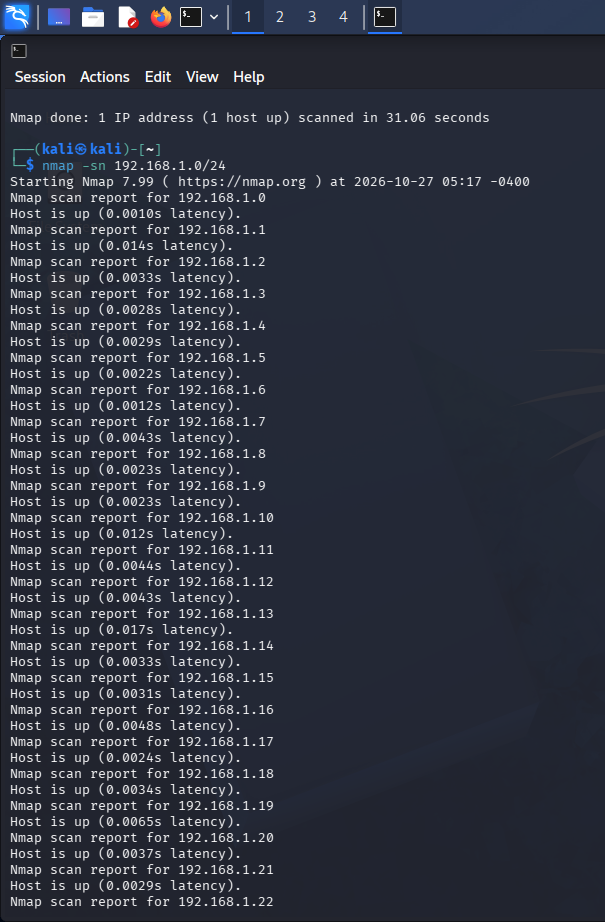 1 2 3 4
Session Actions Edit View Help
Nmap done: 1 IP address (1 host up) scanned in 31.06 seconds
┌──(kali㉿kali)-[~]
└─$ nmap -sn 192.168.1.0/24
Starting Nmap 7.99 ( https://nmap.org ) at 2026-10-27 05:17 -0400
Nmap scan report for 192.168.1.0
Host is up (0.0010s latency).
Nmap scan report for 192.168.1.1
Host is up (0.014s latency).
Nmap scan report for 192.168.1.2
Host is up (0.0033s latency).
Nmap scan report for 192.168.1.3
Host is up (0.0028s latency).
Nmap scan report for 192.168.1.4
Host is up (0.0029s latency).
Nmap scan report for 192.168.1.5
Host is up (0.0022s latency).
Nmap scan report for 192.168.1.6
Host is up (0.0012s latency).
Nmap scan report for 192.168.1.7
Host is up (0.0043s latency).
Nmap scan report for 192.168.1.8
Host is up (0.0023s latency).
Nmap scan report for 192.168.1.9
Host is up (0.0023s latency).
Nmap scan report for 192.168.1.10
Host is up (0.012s latency).
Nmap scan report for 192.168.1.11
Host is up (0.0044s latency).
Nmap scan report for 192.168.1.12
Host is up (0.0043s latency).
Nmap scan report for 192.168.1.13
Host is up (0.017s latency).
Nmap scan report for 192.168.1.14
Host is up (0.0033s latency).
Nmap scan report for 192.168.1.15
Host is up (0.0031s latency).
Nmap scan report for 192.168.1.16
Host is up (0.0048s latency).
Nmap scan report for 192.168.1.17
Host is up (0.0024s latency).
Nmap scan report for 192.168.1.18
Host is up (0.0034s latency).
Nmap scan report for 192.168.1.19
Host is up (0.0065s latency).
Nmap scan report for 192.168.1.20
Host is up (0.0037s latency).
Nmap scan report for 192.168.1.21
Host is up (0.0029s latency).
Nmap scan report for 192.168.1.22